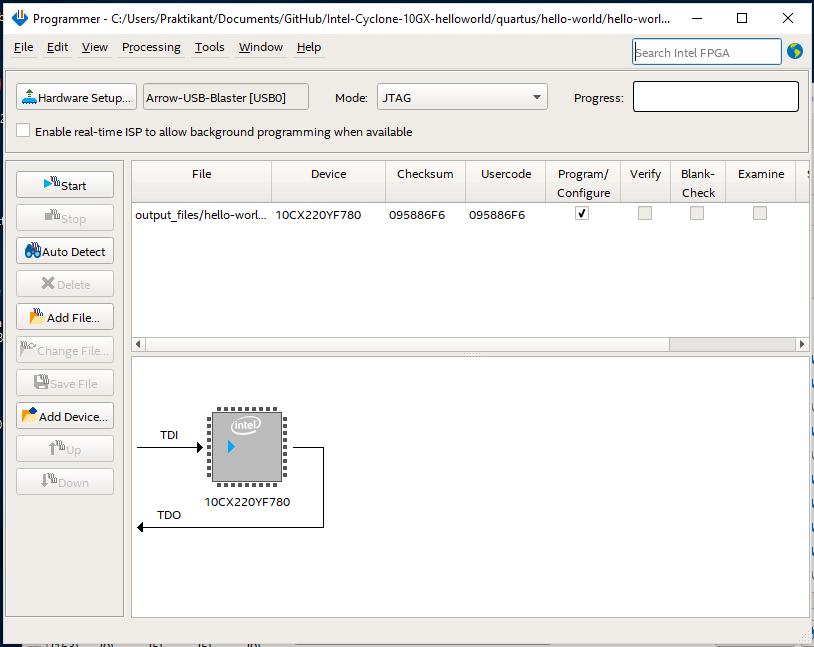 Programmer - C:/Users/Praktikant/Documents/GitHub/Intel-Cyclone-10GX-helloworld/quartus/hello-world/hello-worl...
File Edit View Processing Tools Window Help
Search Intel FPGA
Hardware Setup... Arrow-USB-Blaster [USB0] Mode: JTAG Progress:
Enable real-time ISP to allow background programming when available
Start
Stop
Auto Detect
Delete
Add File...
Change File...
Save File
Add Device...
Up
Down
File Device Checksum Usercode Program/ Verify Blank- Examine
Configure Check
output_files/hello-worl... 10CX220YF780 095886F6 095886F6
TDI
intel
10CX220YF780
TDO